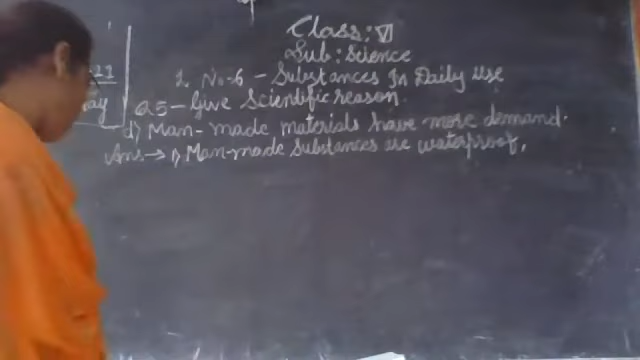 Class: VI
Sub: Science
L. No-6 - Substances In Daily Use
Q5 - Give Scientific reason.
d) Man-made materials have more demand.
Ans → 1) Man-made substances are waterproof,